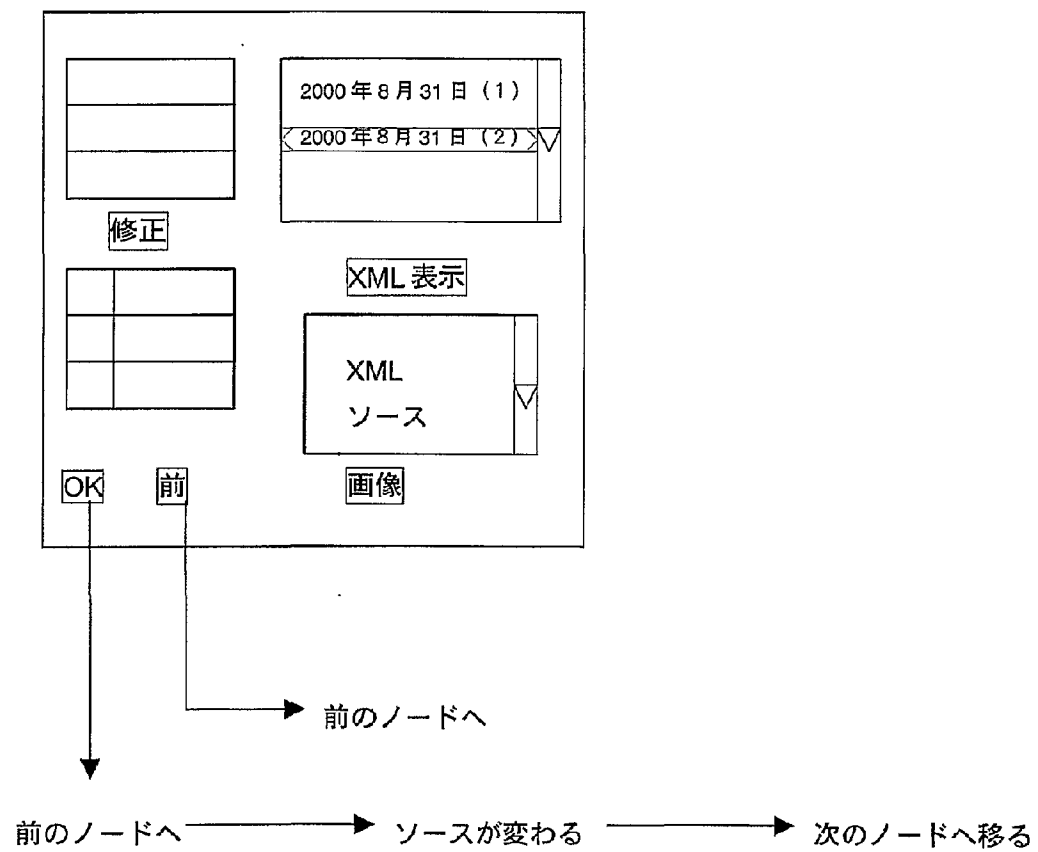 2000年8月31日（1）
2000年8月31日（2）
修正
XML表示
XML
ソース
OK
前
画像
前のノードへ
前のノードへ
ソースが変わる
次のノードへ移る